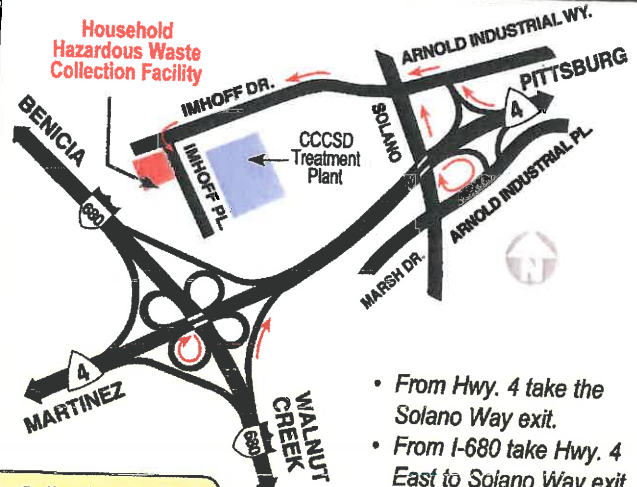 Household
Hazardous Waste
Collection Facility
ARNOLD INDUSTRIAL WY.
PITTSBURG
4
IMHOFF DR.
SOLANO
BENICIA
CCCSD
Treatment
Plant
IMHOFF PL.
ARNOLD INDUSTRIAL PL.
680
MARSH DR.
N
4
MARTINEZ
WALNUT
CREEK
680
• From Hwy. 4 take the
Solano Way exit.
• From I-680 take Hwy. 4
East to Solano Way exit